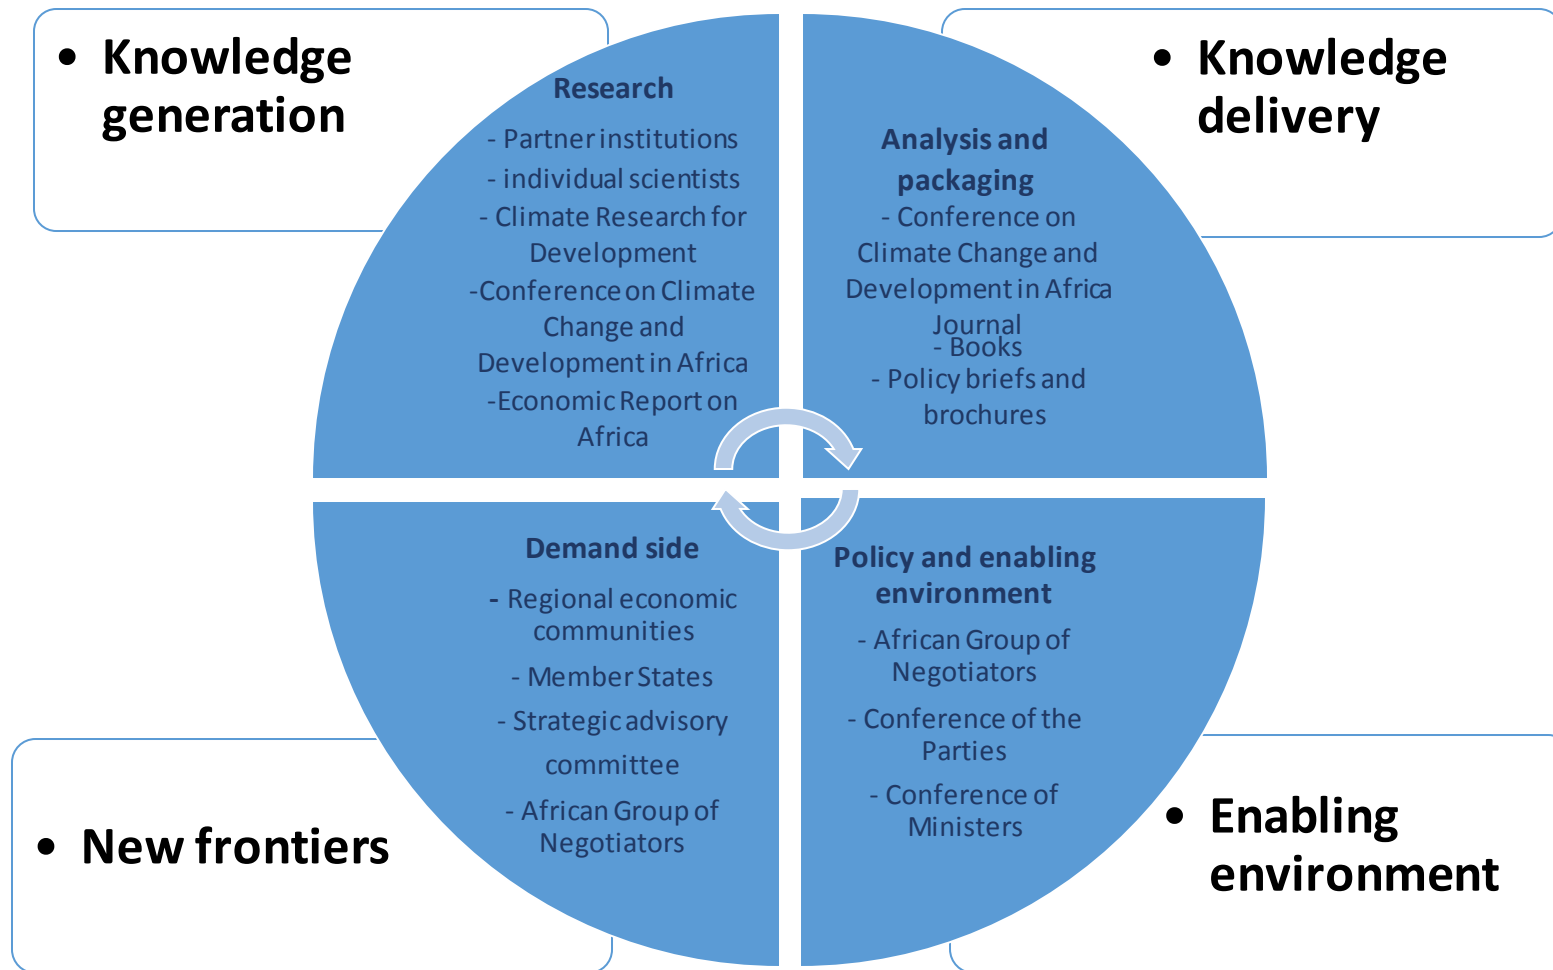 • Knowledge
generation
Research
- Partner institutions
- individual scientists
- Climate Research for
Development
-Conference on Climate
Change and
Development in Africa
-Economic Report on
Africa
• Knowledge
delivery
Analysis and
packaging
- Conference on
Climate Change and
Development in Africa
Journal
- Books
- Policy briefs and
brochures
Demand side
- Regional economic
communities
- Member States
- Strategic advisory
committee
- African Group of
Negotiators
• New frontiers
Policy and enabling
environment
- African Group of
Negotiators
- Conference of the
Parties
- Conference of
Ministers
• Enabling
environment